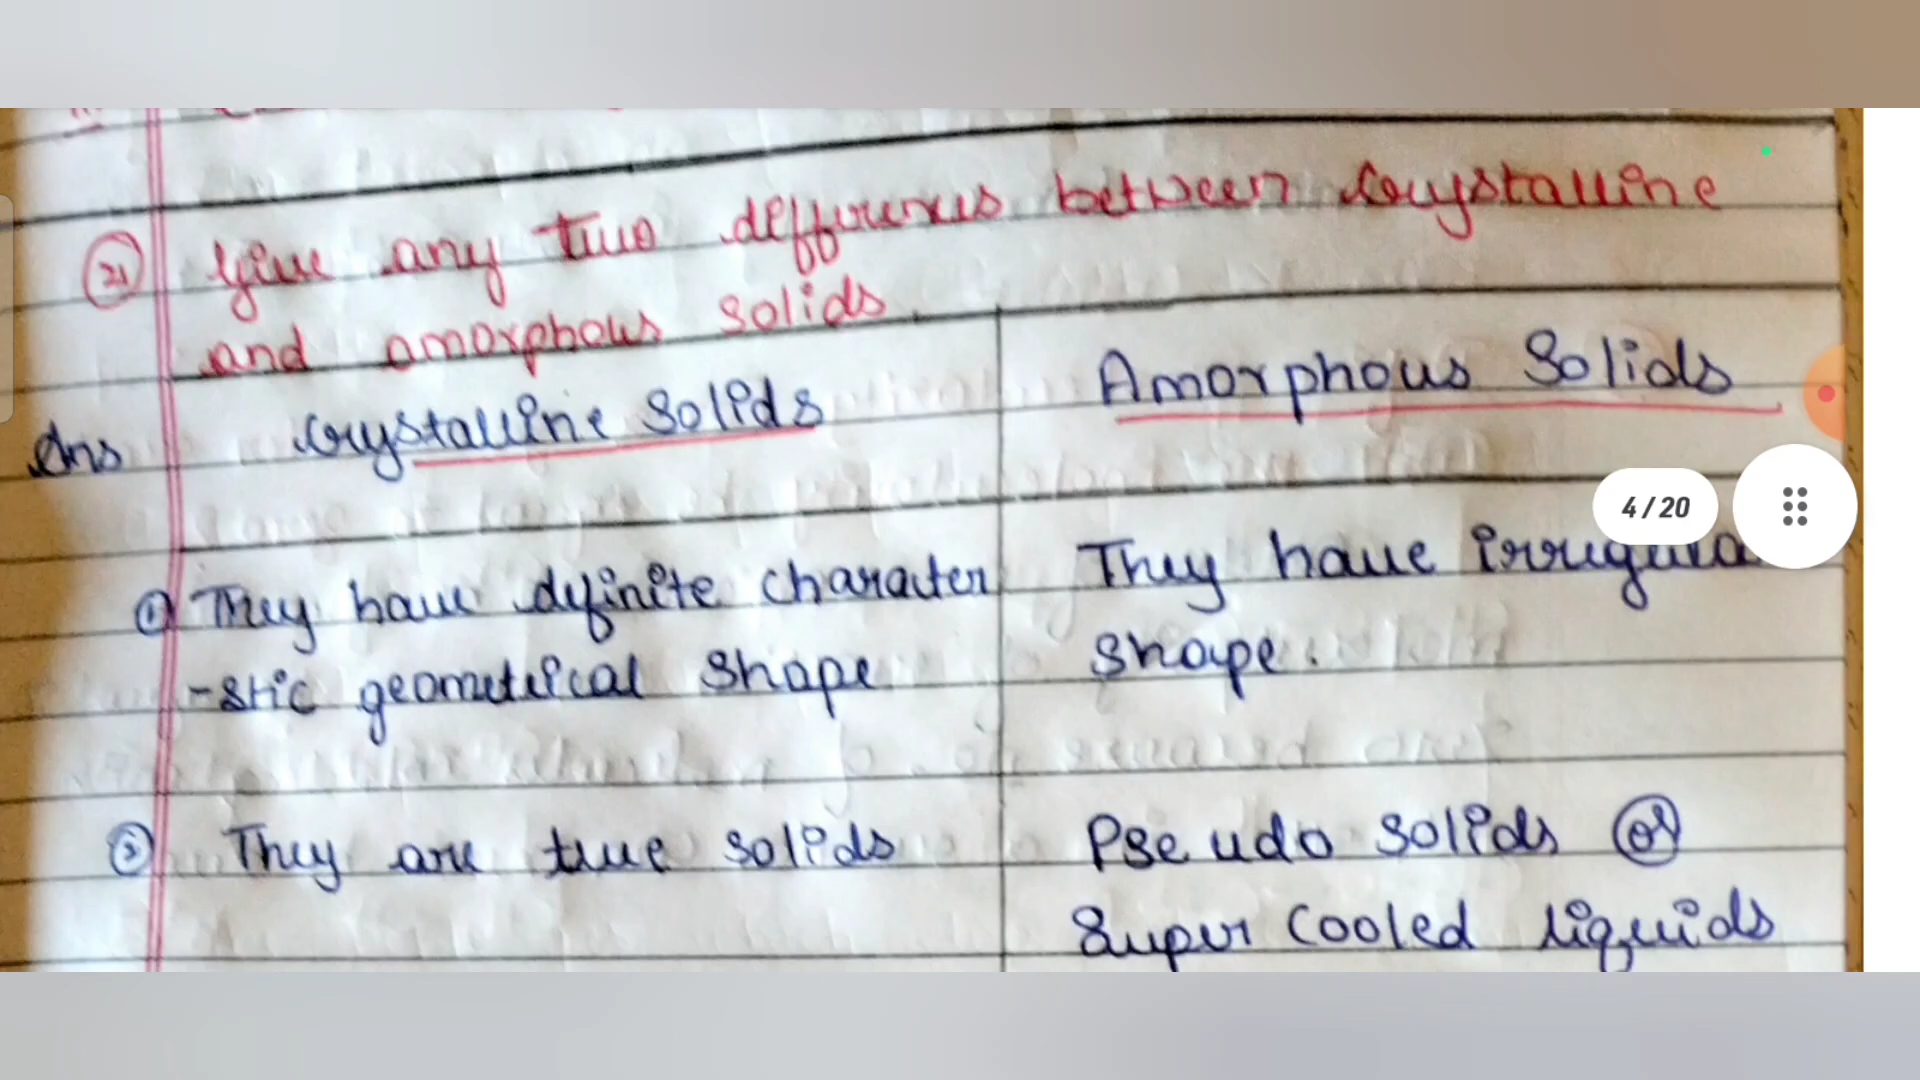 21 Give any two differences between crystalline
and amorphous solids.
Ans Crystalline Solids
Amorphous Solids
① They have definite character
-stic geometrical shape
They have irregula
shape.
② They are true solids
Pseudo solids or
Super cooled liquids
4/20